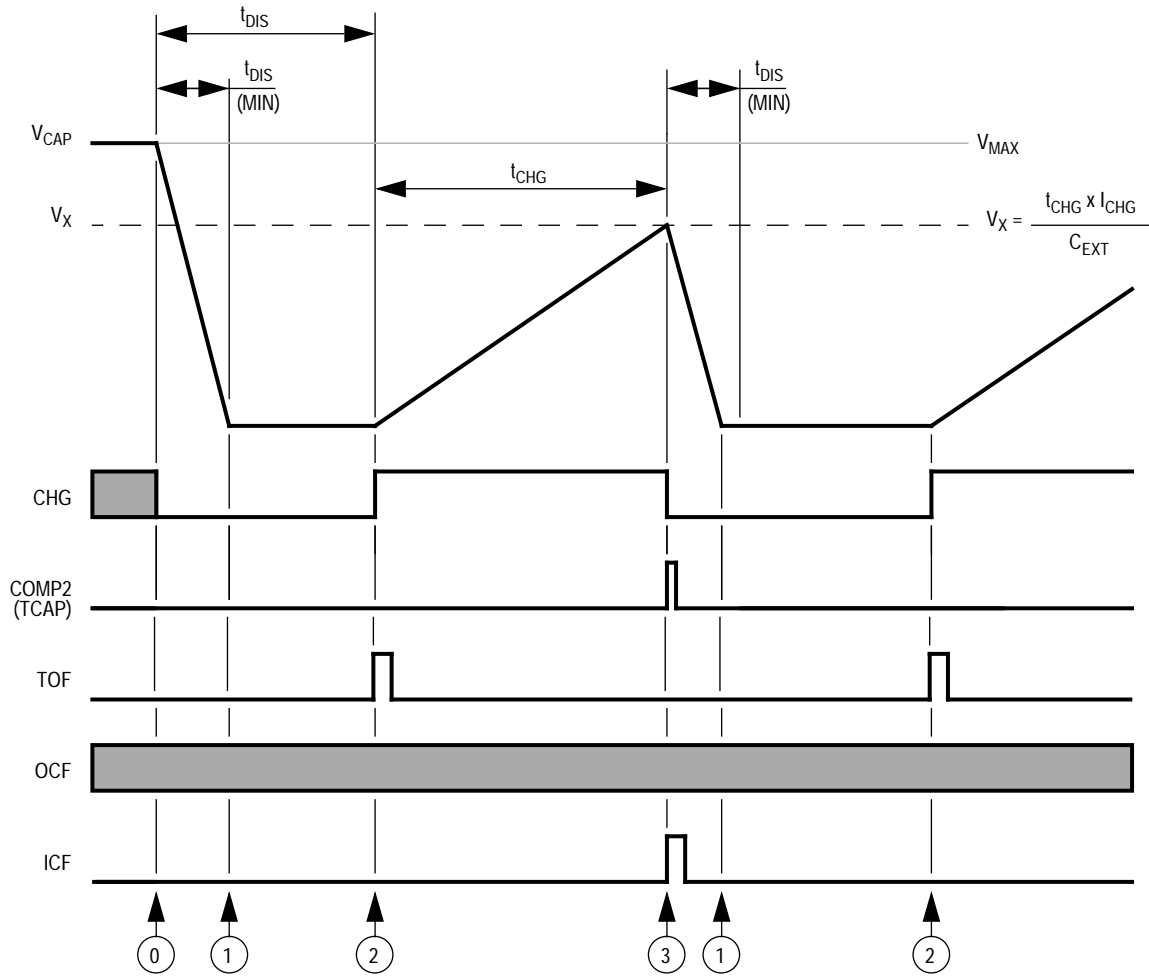 tDIS
tDIS
(MIN)
tDIS
(MIN)
VCAP
VMAX
tCHG
VX
VX = tCHG x ICHG
CEXT
CHG
COMP2
(TCAP)
TOF
OCF
ICF
0 1 2 3 1 2